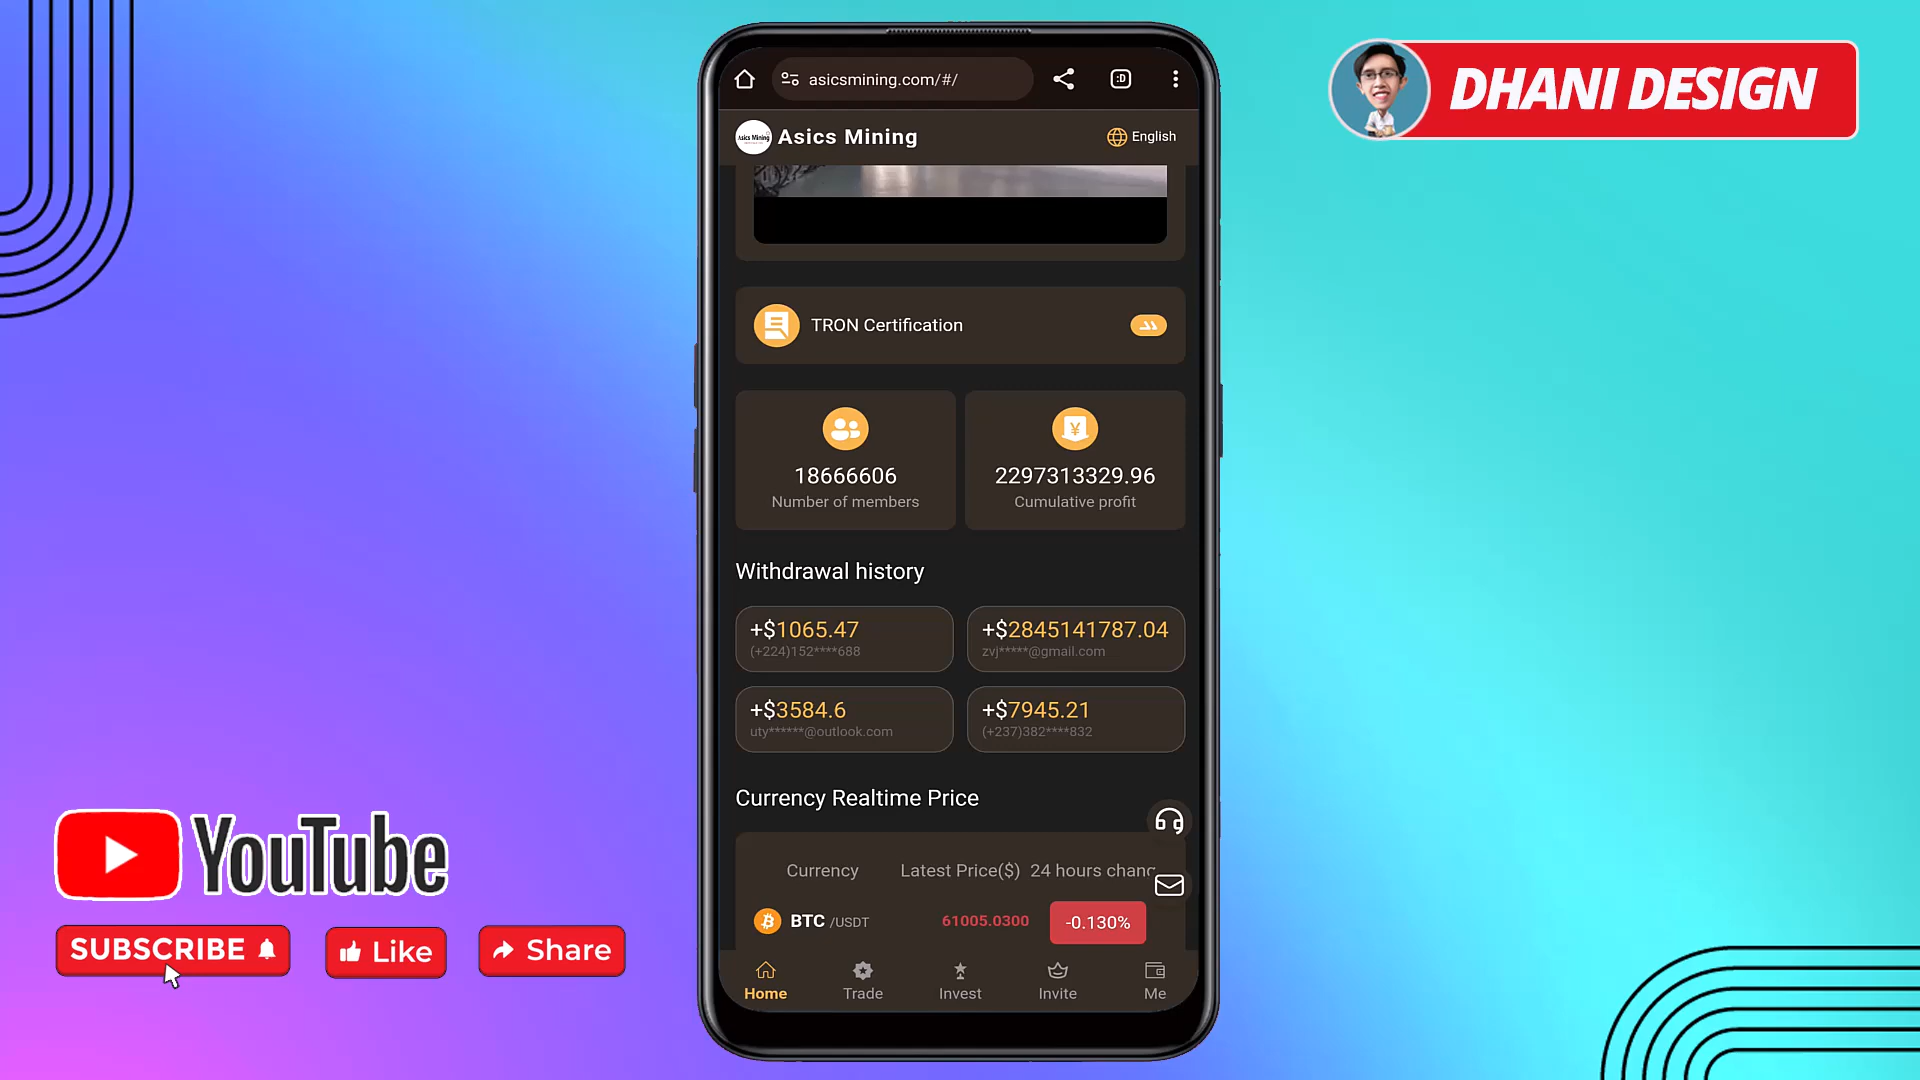 DHANI DESIGN
asicsmining.com/#/
:D
Asics Mining
Asics Mining
English
TRON Certification
18666606
Number of members
¥
2297313329.96
Cumulative profit
Withdrawal history
+$1065.47
(+224)152****688
+$2845141787.04
zvj*****@gmail.com
+$3584.6
uty******@outlook.com
+$7945.21
(+237)382****832
Currency Realtime Price
Currency Latest Price($) 24 hours chang
BTC /USDT 61005.0300 -0.130%
Home Trade Invest Invite Me
YouTube
SUBSCRIBE Like Share